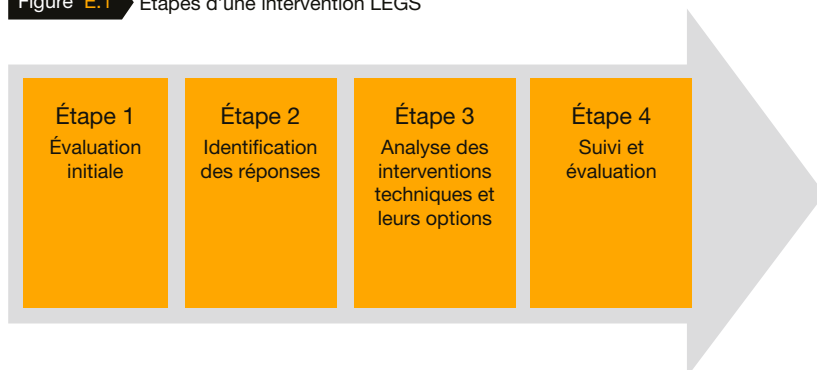 Figure E.1 Étapes d'une intervention LEGS
Étape 1
Évaluation
initiale
Étape 2
Identification
des réponses
Étape 3
Analyse des
interventions
techniques et
leurs options
Étape 4
Suivi et
évaluation